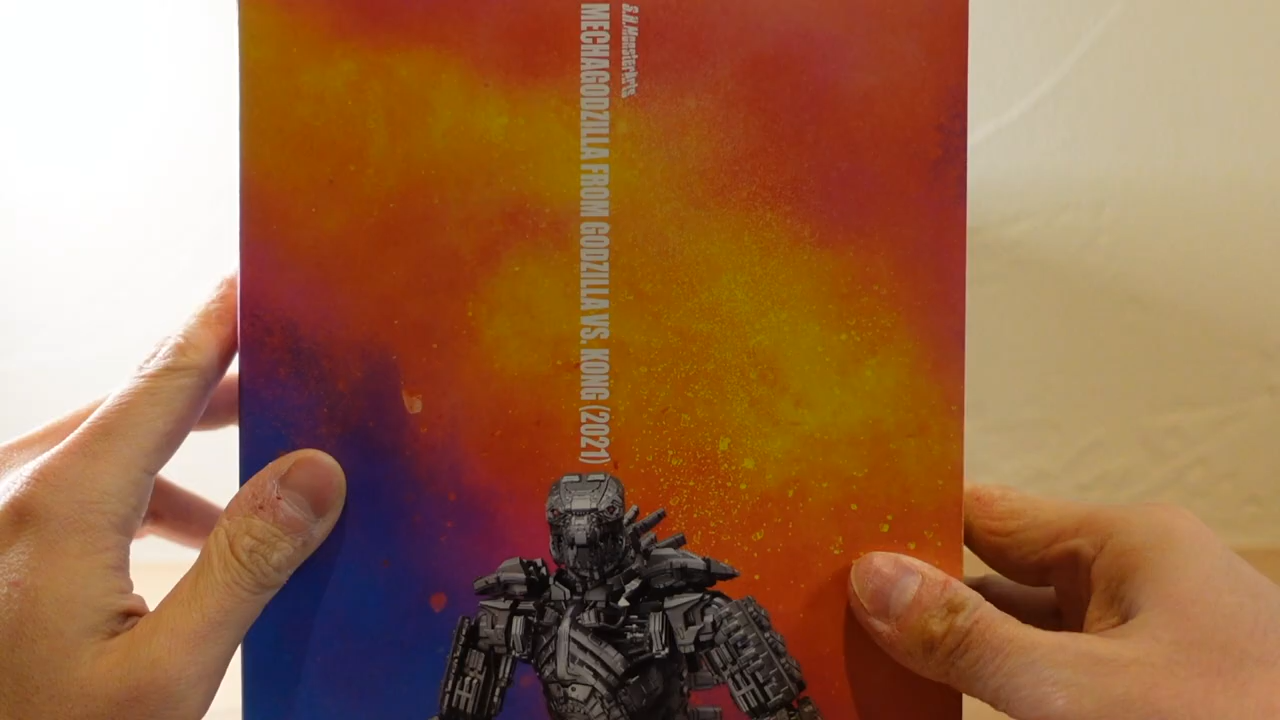 S.H.MonsterArts
MECHAGODZILLA FROM GODZILLA VS. KONG (2021)